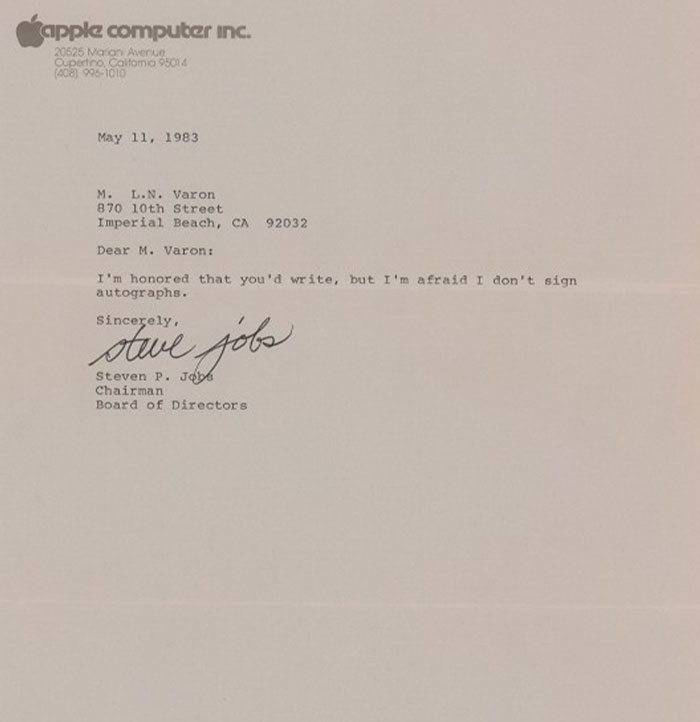 apple computer inc.
20525 Mariani Avenue
Cupertino, California 95014
(408) 996-1010
May 11, 1983
M.  L.N. Varon
870 10th Street
Imperial Beach, CA  92032
Dear M. Varon:
I'm honored that you'd write, but I'm afraid I don't sign
autographs.
Sincerely,
steve jobs
Steven P. Jobs
Chairman
Board of Directors